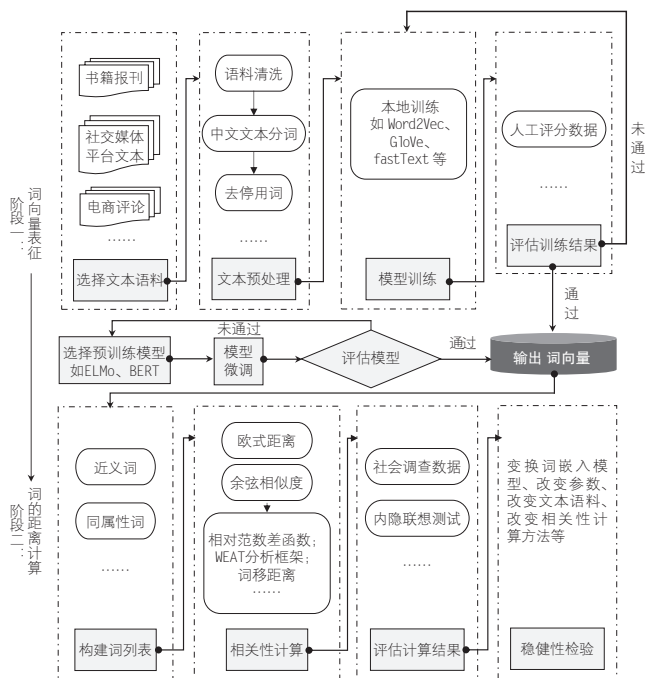 阶段一：
词向量表征
书籍报刊
社交媒体
平台文本
电商评论
......
选择文本语料
语料清洗
中文文本分词
去停用词
......
文本预处理
本地训练
如 Word2Vec、
GloVe、
fastText 等
模型训练
人工评分数据
......
评估训练结果
未通过
通过
选择预训练模型
如ELMo、BERT
未通过
模型
微调
评估模型
通过
输出 词向量
阶段二：
词的距离计算
近义词
同属性词
......
构建词列表
欧式距离
余弦相似度
相对范数差函数；
WEAT分析框架；
词移距离
......
相关性计算
社会调查数据
内隐联想测试
......
评估计算结果
变换词嵌入模
型、改变参数、
改变文本语料、
改变相关性计
算方法等
稳健性检验